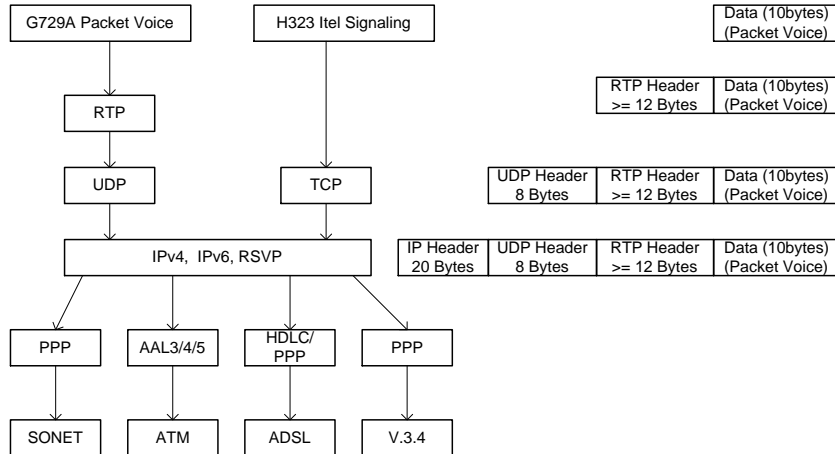 G729A Packet Voice
H323 Itel Signaling
Data (10bytes)
(Packet Voice)
RTP
RTP Header
>= 12 Bytes
Data (10bytes)
(Packet Voice)
UDP
TCP
UDP Header
8 Bytes
RTP Header
>= 12 Bytes
Data (10bytes)
(Packet Voice)
IPv4, IPv6, RSVP
IP Header
20 Bytes
UDP Header
8 Bytes
RTP Header
>= 12 Bytes
Data (10bytes)
(Packet Voice)
PPP
AAL3/4/5
HDLC/
PPP
PPP
SONET
ATM
ADSL
V.3.4